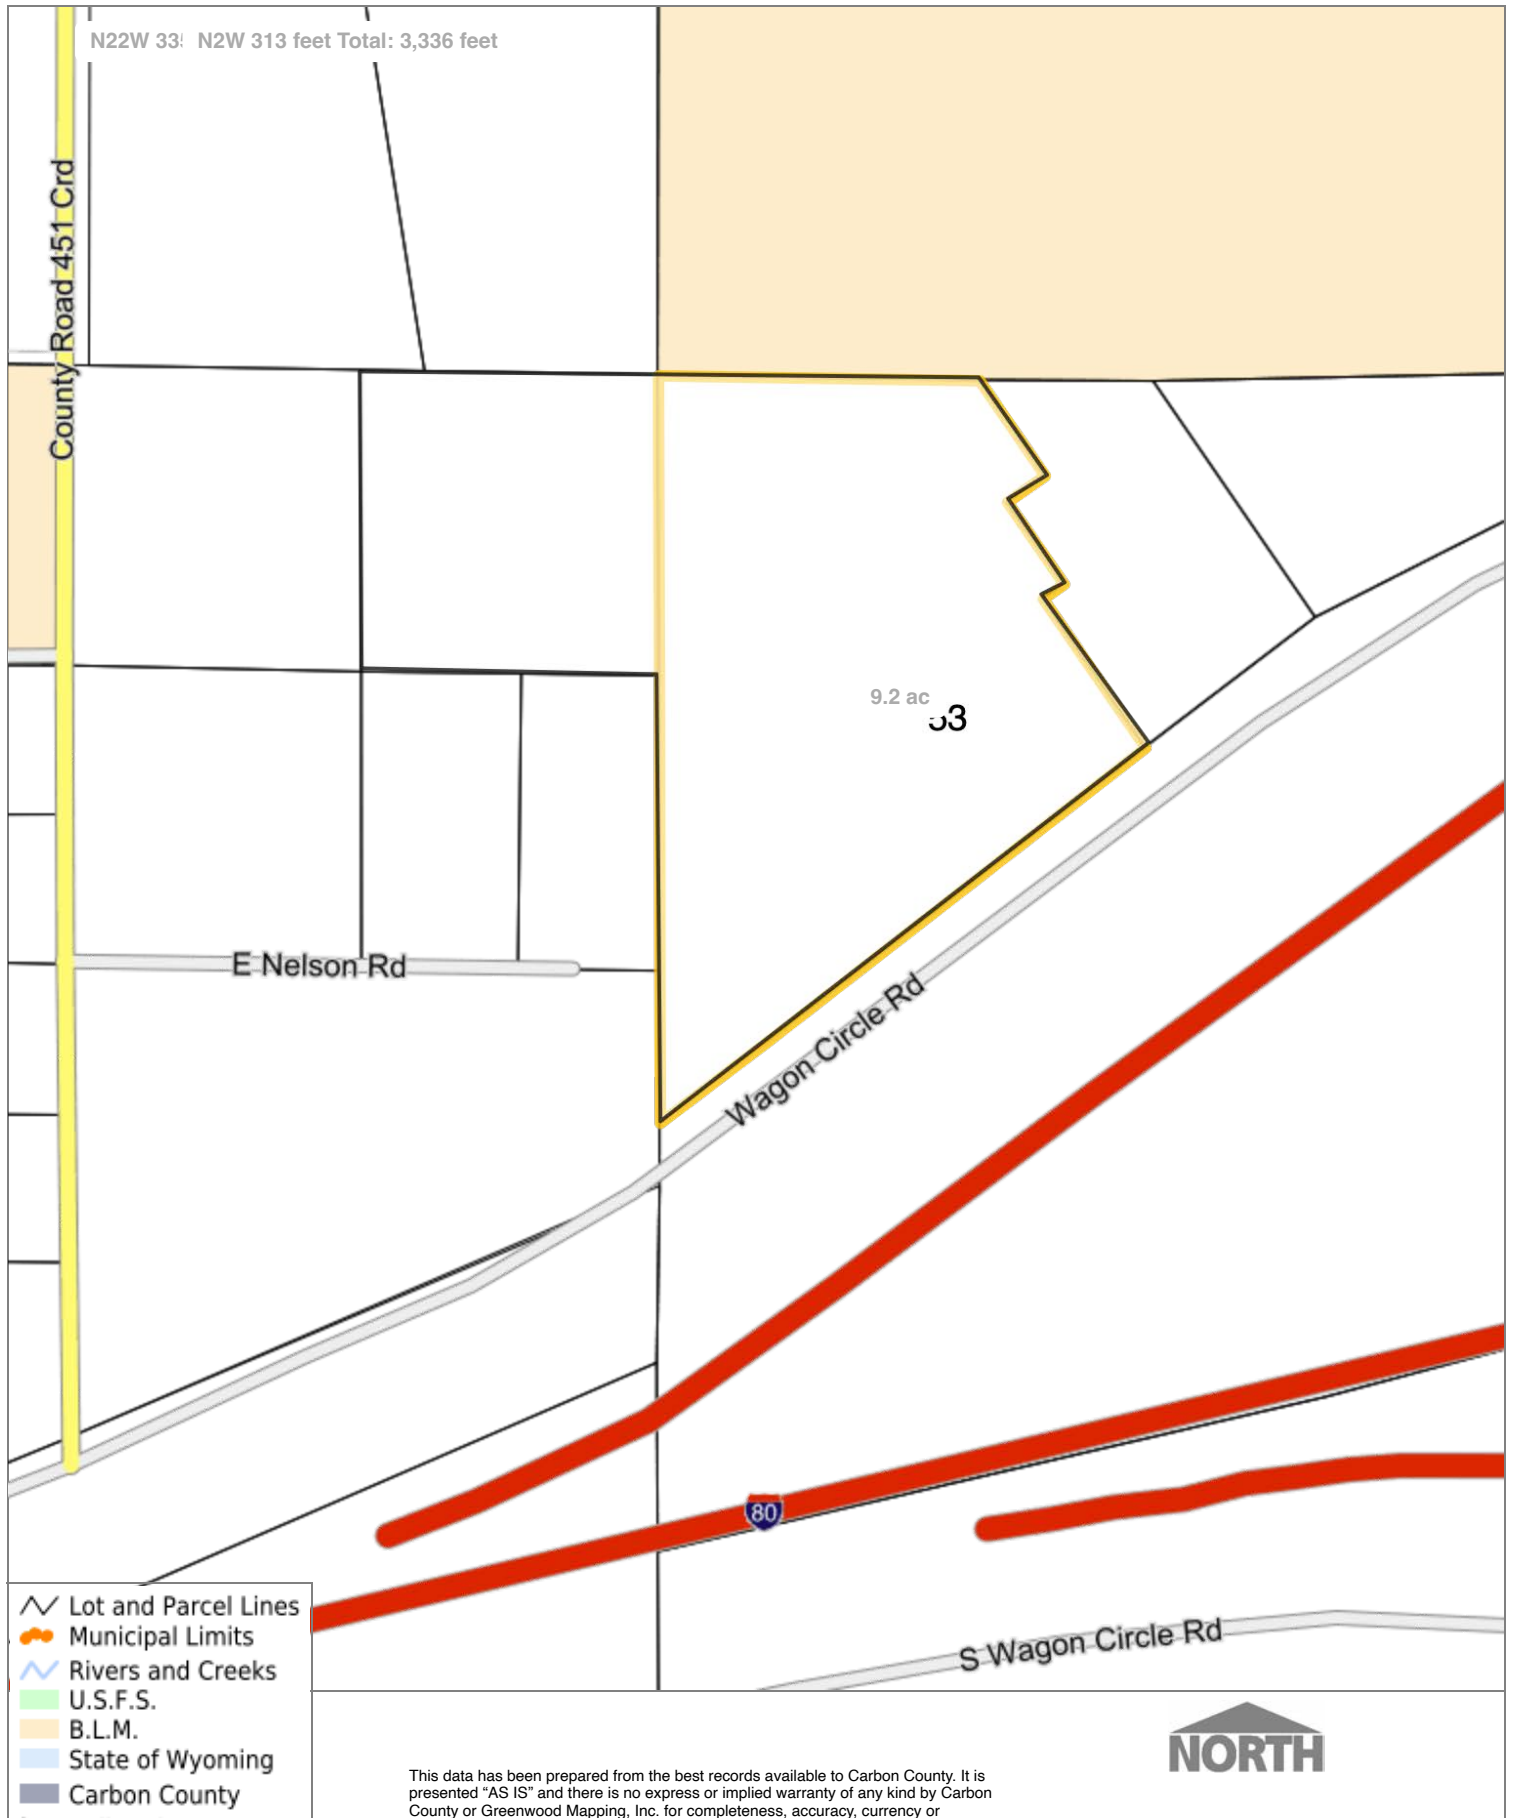 N22W N2W 313 feet Total: 3,336 feet
County Road 451 Crd
9.2 ac
E Nelson Rd
Wagon Circle Rd
80
S Wagon Circle Rd
Lot and Parcel Lines
Municipal Limits
Rivers and Creeks
U.S.F.S.
B.L.M.
State of Wyoming
Carbon County
NORTH
This data has been prepared from the best records available to Carbon County. It is
presented “AS IS” and there is no express or implied warranty of any kind by Carbon
County or Greenwood Mapping, Inc. for completeness, accuracy, currency or